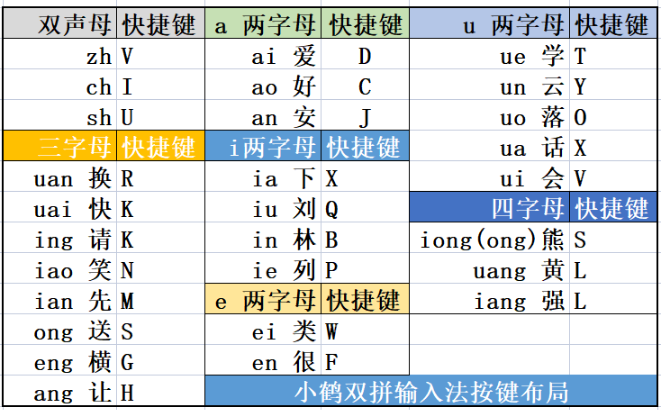 双声母 快捷键 a 两字母 快捷键 u 两字母 快捷键
zh V ai 爱 D ue 学 T
ch I ao 好 C un 云 Y
sh U an 安 J uo 落 O
三字母 快捷键 i两字母 快捷键 ua 话 X
uan 换 R ia 下 X ui 会 V
uai 快 K iu 刘 Q 四字母 快捷键
ing 请 K in 林 B iong(ong)熊 S
iao 笑 N ie 列 P uang 黄 L
ian 先 M e 两字母 快捷键 iang 强 L
ong 送 S ei 类 W
eng 横 G en 很 F
ang 让 H 小鹤双拼输入法按键布局